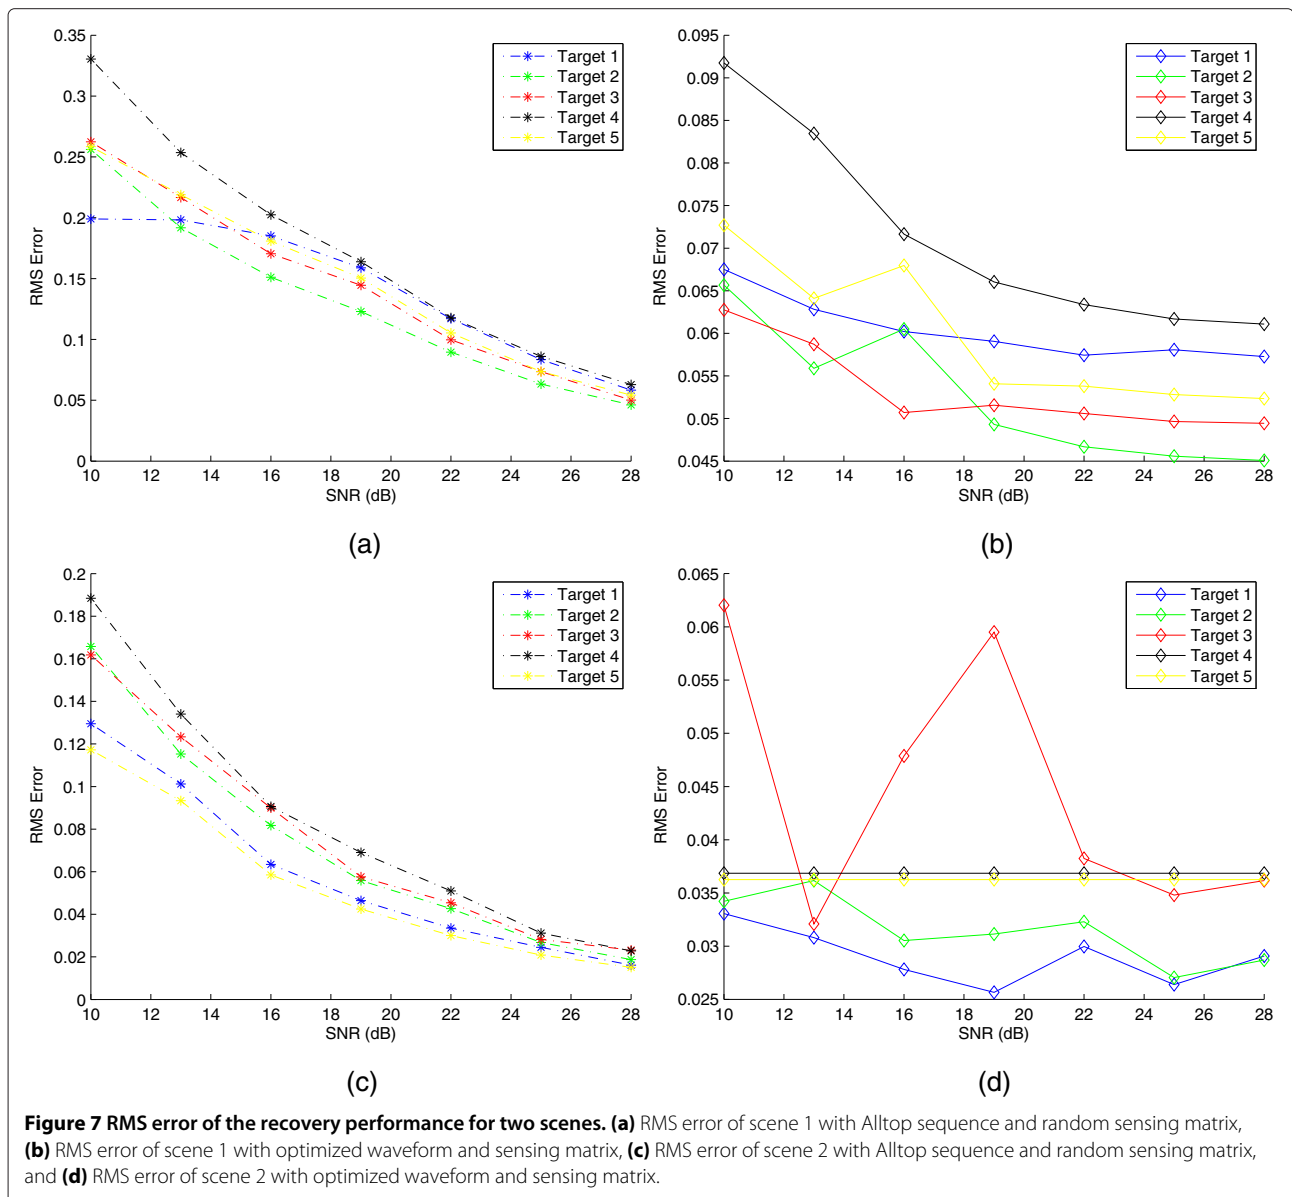 0.35
0.3
0.25
0.2
0.15
0.1
0.05
0
10 12 14 16 18 20 22 24 26 28
RMS Error
SNR (dB)
Target 1
Target 2
Target 3
Target 4
Target 5
(a)
0.095
0.09
0.085
0.08
0.075
0.07
0.065
0.06
0.055
0.05
0.045
10 12 14 16 18 20 22 24 26 28
RMS Error
SNR (dB)
Target 1
Target 2
Target 3
Target 4
Target 5
(b)
0.2
0.18
0.16
0.14
0.12
0.1
0.08
0.06
0.04
0.02
0
10 12 14 16 18 20 22 24 26 28
RMS Error
SNR (dB)
Target 1
Target 2
Target 3
Target 4
Target 5
(c)
0.065
0.06
0.055
0.05
0.045
0.04
0.035
0.03
0.025
10 12 14 16 18 20 22 24 26 28
RMS Error
SNR (dB)
Target 1
Target 2
Target 3
Target 4
Target 5
(d)
Figure 7 RMS error of the recovery performance for two scenes. (a) RMS error of scene 1 with Alltop sequence and random sensing matrix,
(b) RMS error of scene 1 with optimized waveform and sensing matrix, (c) RMS error of scene 2 with Alltop sequence and random sensing matrix,
and (d) RMS error of scene 2 with optimized waveform and sensing matrix.